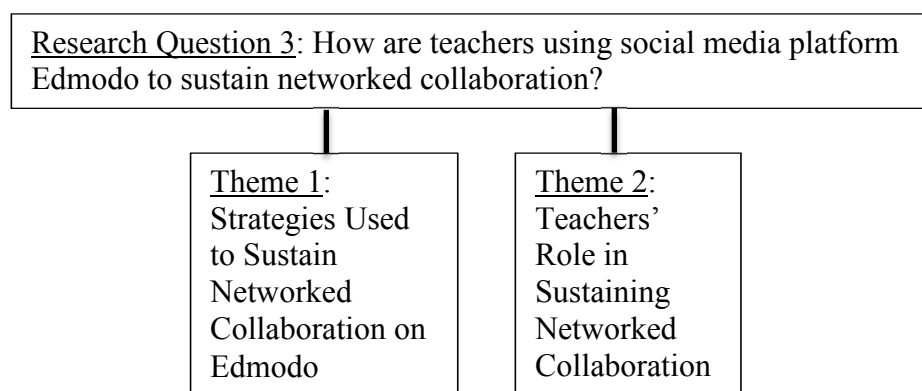 Research Question 3: How are teachers using social media platform
Edmodo to sustain networked collaboration?
Theme 1:
Strategies Used
to Sustain
Networked
Collaboration on
Edmodo
Theme 2:
Teachers’
Role in
Sustaining
Networked
Collaboration